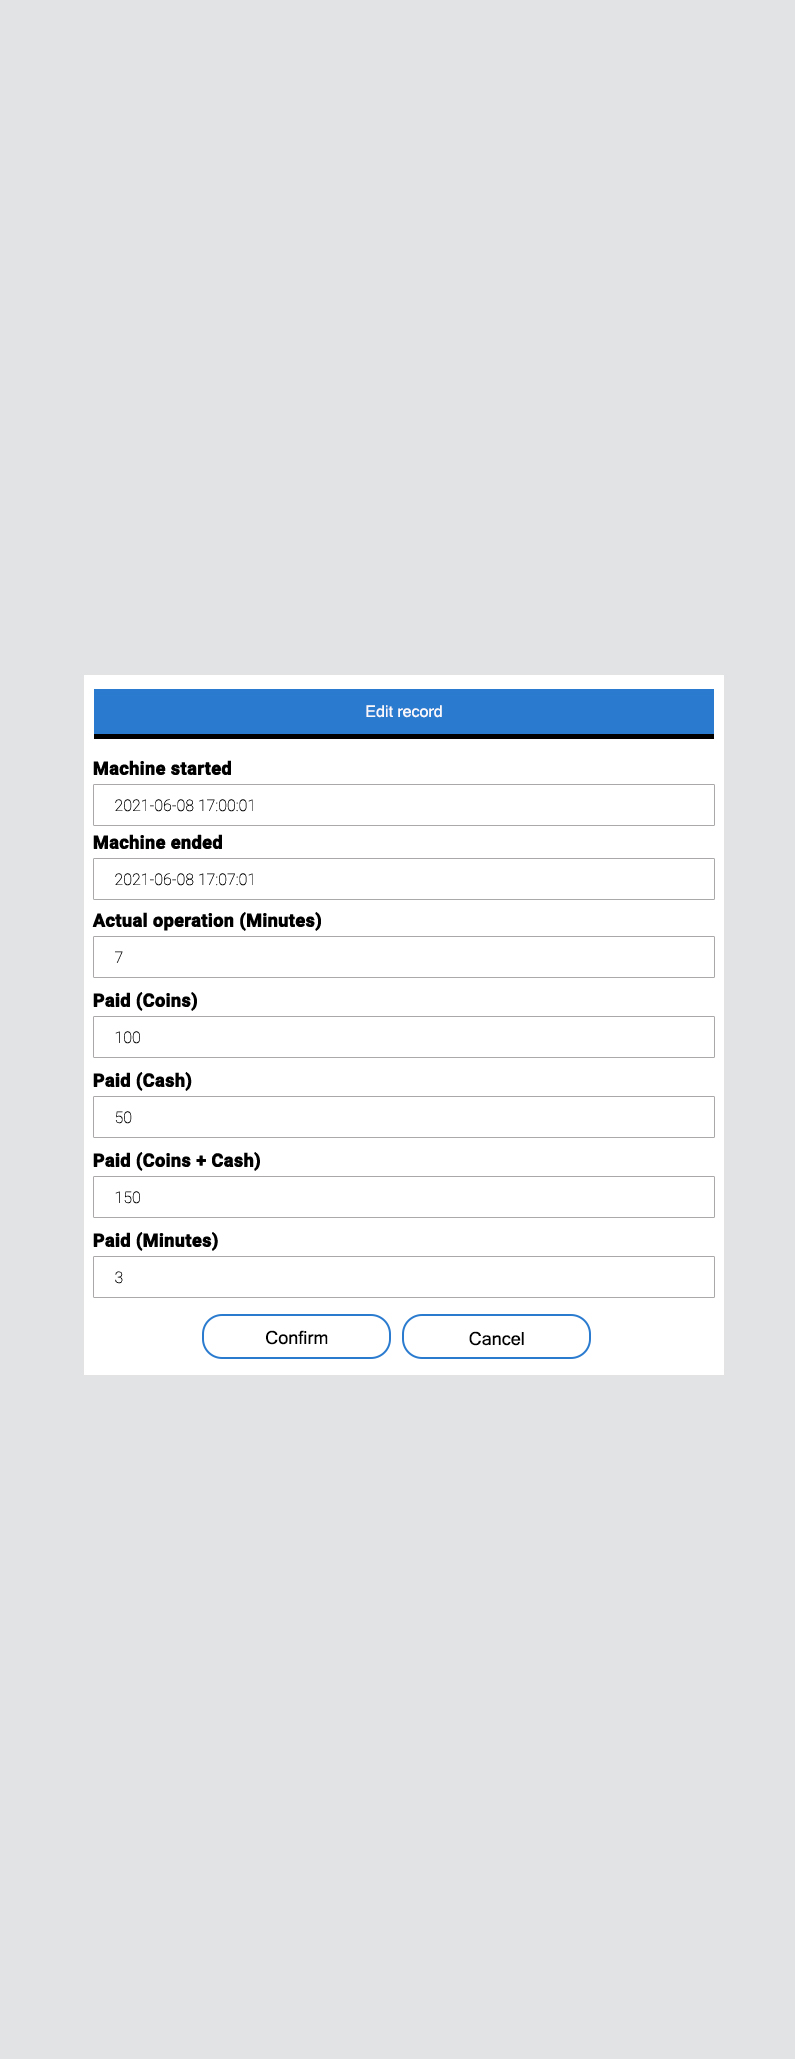 Edit record
Machine started
2021-06-08 17:00:01
Machine ended
2021-06-08 17:07:01
Actual operation (Minutes)
7
Paid (Coins)
100
Paid (Cash)
50
Paid (Coins + Cash)
150
Paid (Minutes)
3
Confirm Cancel